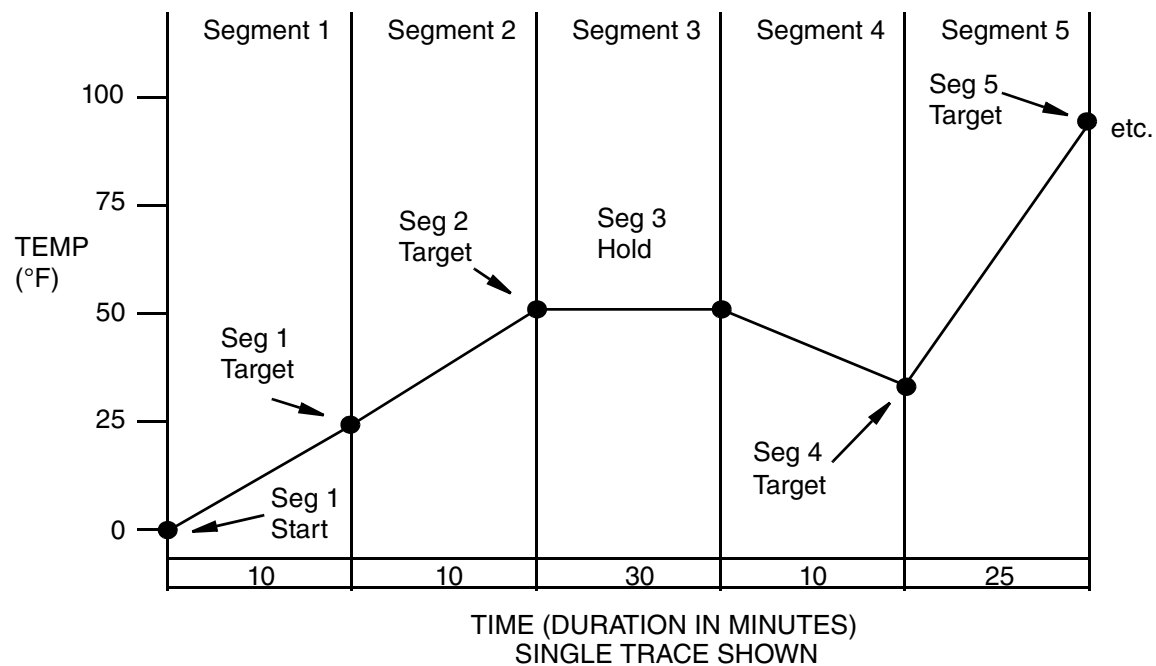 Segment 1
Segment 2
Segment 3
Segment 4
Segment 5
100
75
50
25
0
TEMP
(°F)
Seg 1
Start
Seg 1
Target
Seg 2
Target
Seg 3
Hold
Seg 4
Target
Seg 5
Target
etc.
10
10
30
10
25
TIME (DURATION IN MINUTES)
SINGLE TRACE SHOWN